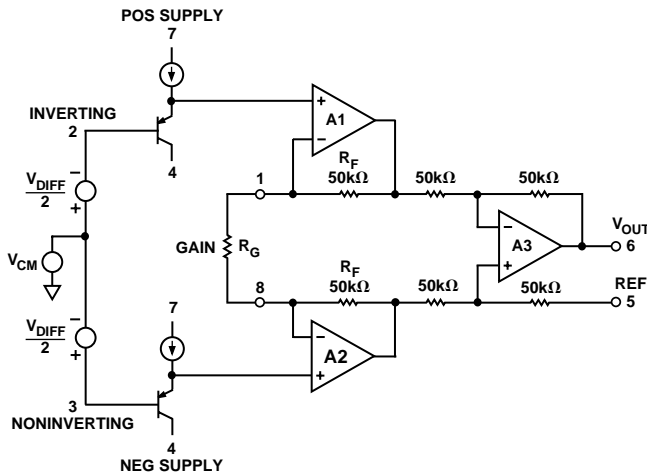 POS SUPPLY
7
INVERTING
2
4
A1
+
−
1
R_F
50kΩ
50kΩ
50kΩ
V_DIFF
2
−
+
V_CM
GAIN
R_G
A3
−
+
V_OUT
6
R_F
50kΩ
50kΩ
50kΩ
REF
5
8
V_DIFF
2
−
+
7
A2
−
+
3
NONINVERTING
4
NEG SUPPLY